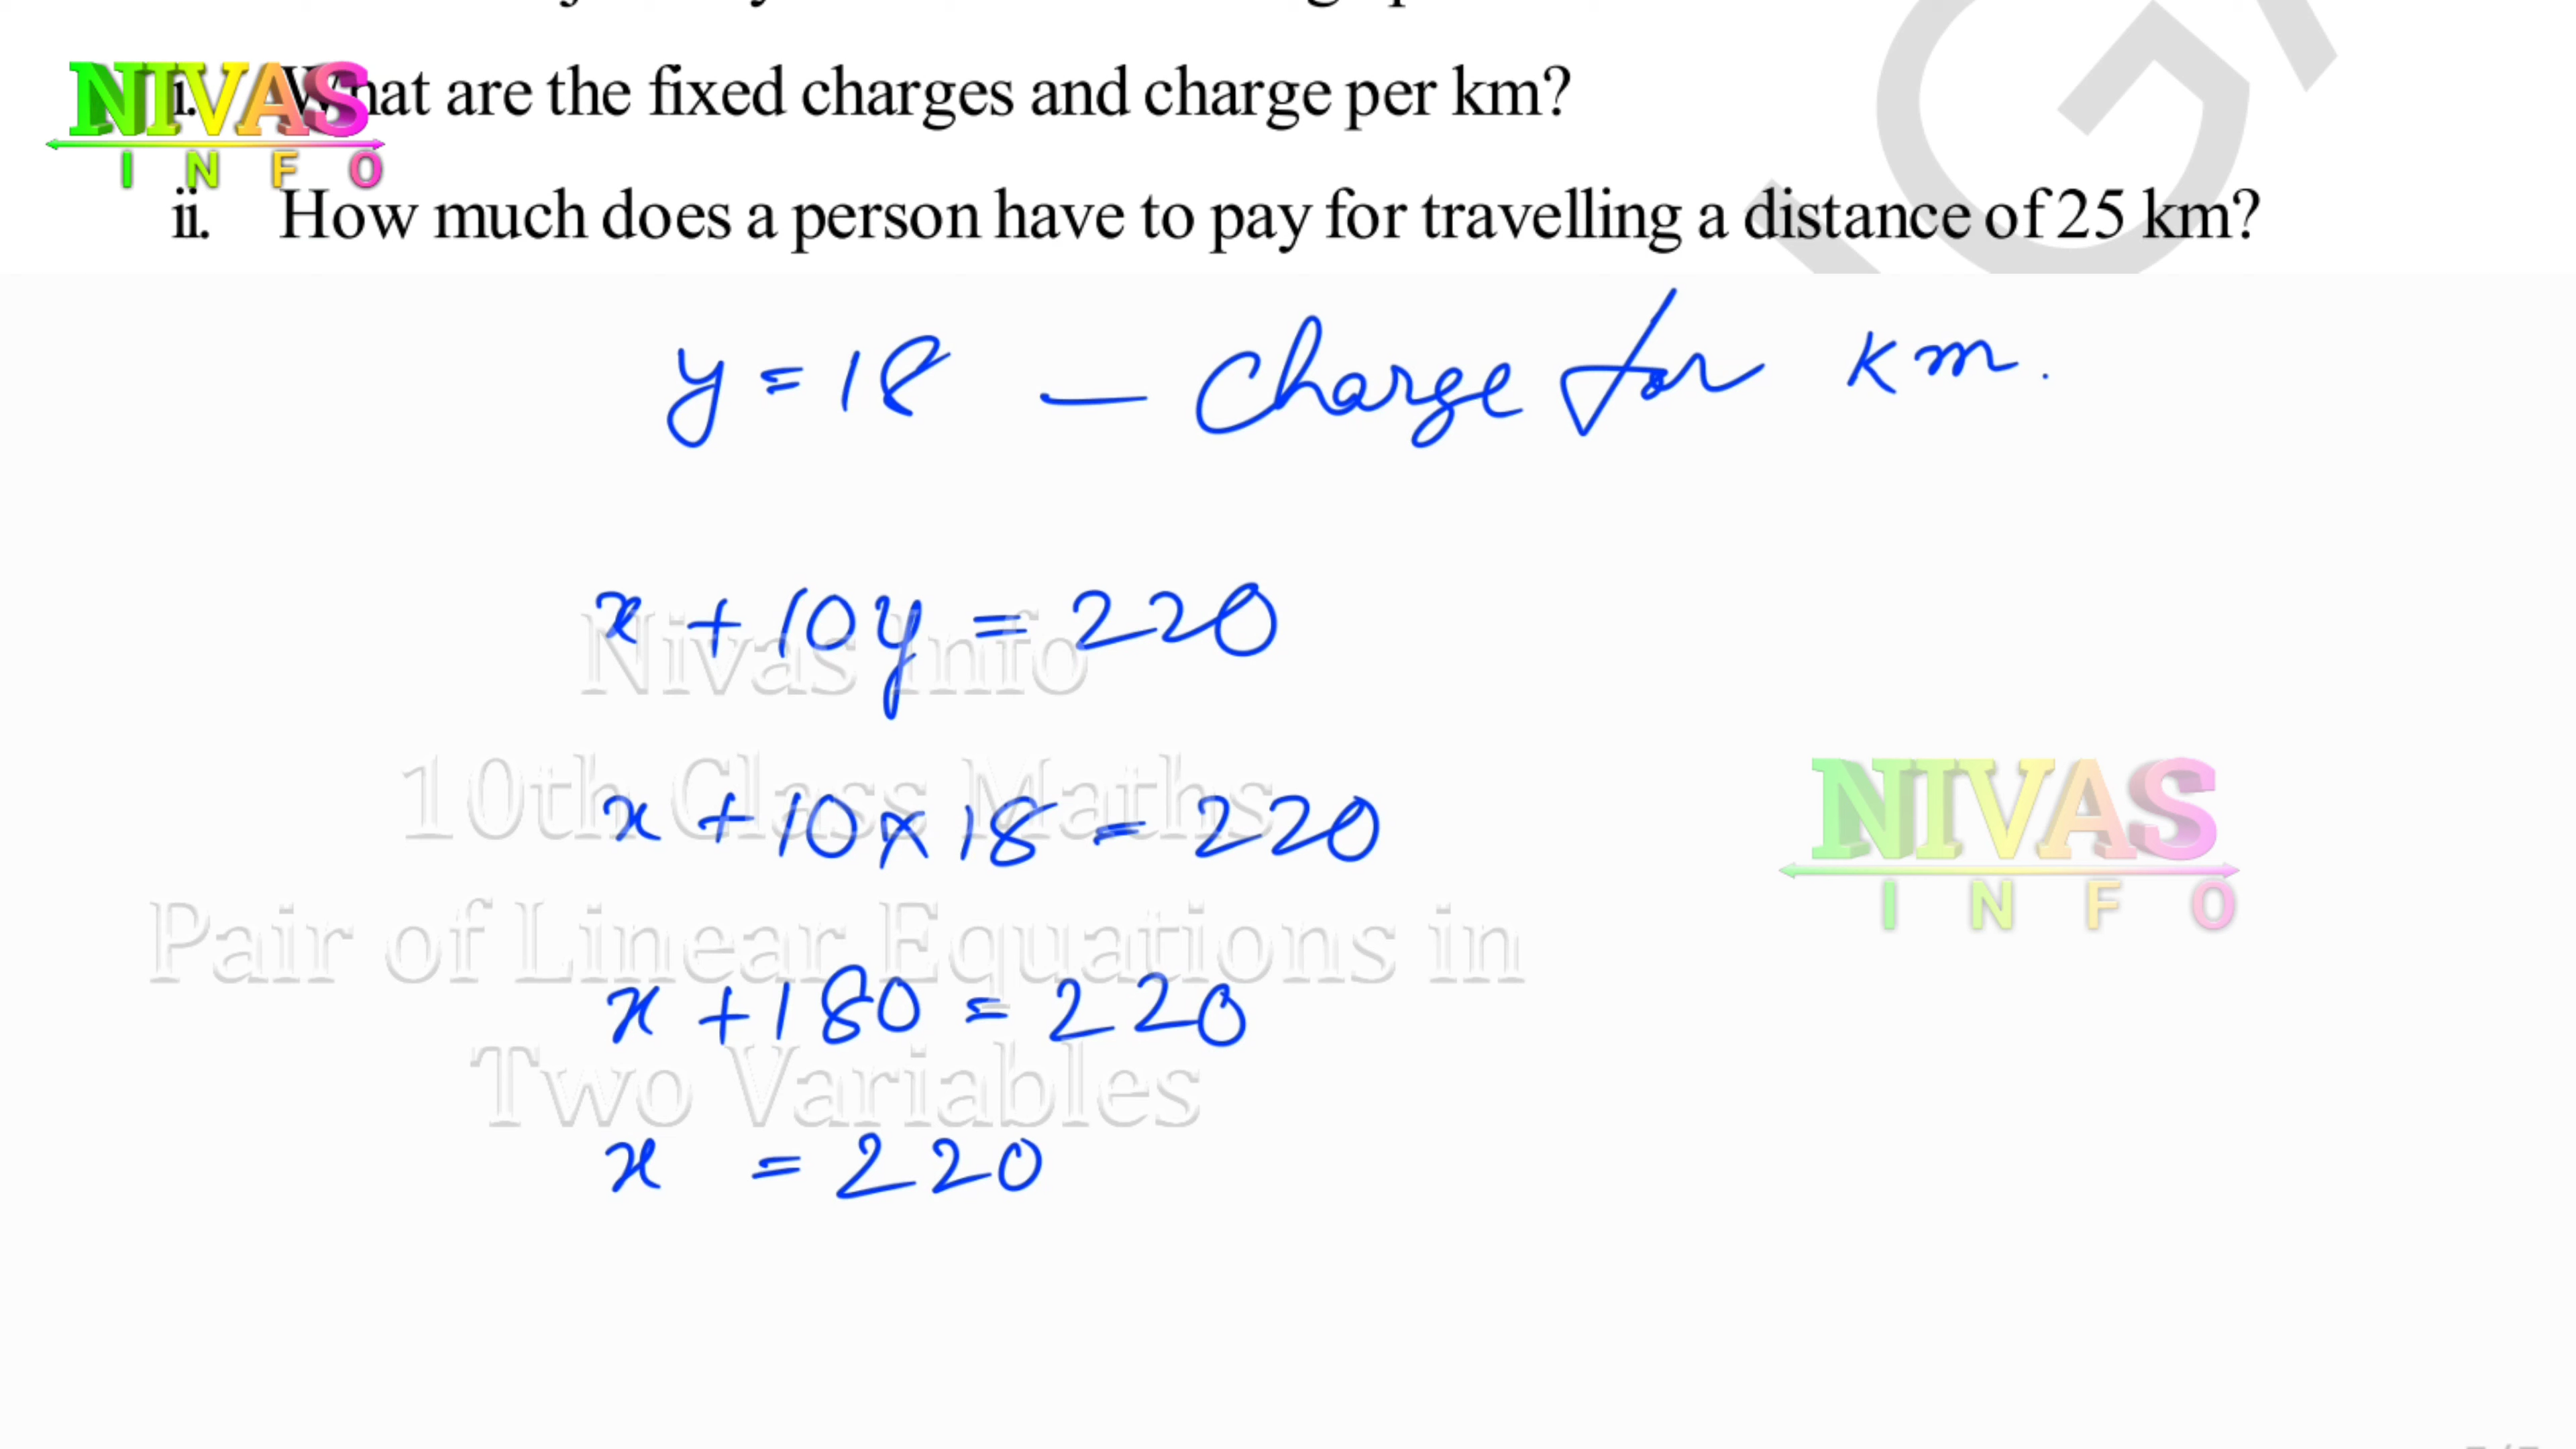 NIVAS
INFO
i. What are the fixed charges and charge per km?
ii. How much does a person have to pay for travelling a distance of 25 km?
y = 18 — Charge for km.
x + 10y = 220
Nivas Info
x + 10 × 18 = 220
10th Class Maths
NIVAS
INFO
Pair of Linear Equations in
x + 180 = 220
Two Variables
x = 220